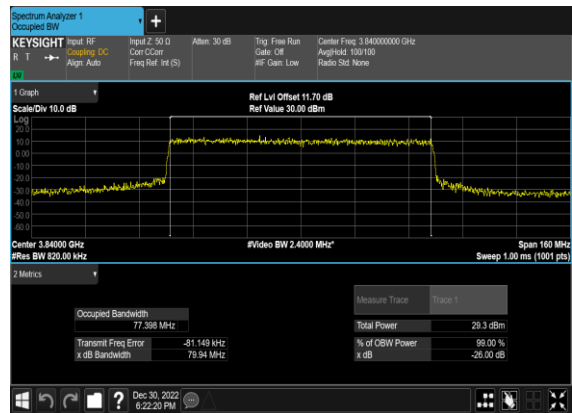 Spectrum Analyzer 1
Occupied BW
KEYSIGHT Input: RF Input Z: 50 Ω Atten: 30 dB Trig: Free Run Center Freq: 3.840000000 GHz
R T Coupling: DC Corr CCorr Gate: Off Avg|Hold: 100/100
Align: Auto Freq Ref: Int (S) #IF Gain: Low Radio Std: None
1 Graph
Ref Lvl Offset 11.70 dB
Scale/Div 10.0 dB Ref Value 30.00 dBm
Log
20.0
10.0
0.00
-10.0
-20.0
-30.0
-40.0
-50.0
-60.0
Center 3.84000 GHz #Video BW 2.4000 MHz* Span 160 MHz
#Res BW 820.00 kHz Sweep 1.00 ms (1001 pts)
2 Metrics
Measure Trace Trace 1
Occupied Bandwidth
77.398 MHz Total Power 29.3 dBm
Transmit Freq Error -81.149 kHz % of OBW Power 99.00 %
x dB Bandwidth 79.94 MHz x dB -26.00 dB
Dec 30, 2022
6:22:20 PM